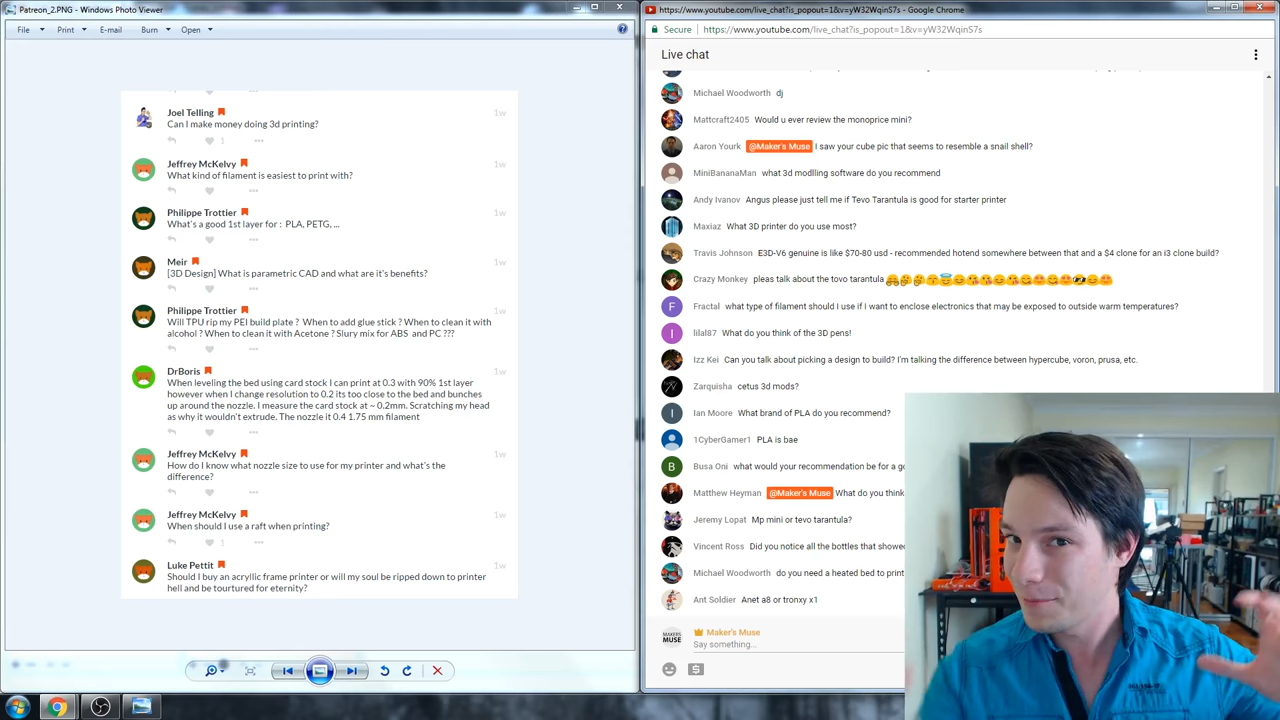 Patreon_2.PNG - Windows Photo Viewer
File Print E-mail Burn Open
Joel Telling
1w
Can I make money doing 3d printing?
1
Jeffrey McKelvy
1w
What kind of filament is easiest to print with?
Philippe Trottier
1w
What's a good 1st layer for : PLA, PETG, ...
Meir
1w
[3D Design] What is parametric CAD and what are it's benefits?
Philippe Trottier
1w
Will TPU rip my PEI build plate ? When to add glue stick ? When to clean it with
alcohol ? When to clean it with Acetone ? Slury mix for ABS and PC ???
DrBoris
1w
When leveling the bed using card stock I can print at 0.3 with 90% 1st layer
however when I change resolution to 0.2 its too close to the bed and bunches
up around the nozzle. I measure the card stock at ~ 0.2mm. Scratching my head
as why it wouldn't extrude. The nozzle it 0.4 1.75 mm filament
Jeffrey McKelvy
1w
How do I know what nozzle size to use for my printer and what's the
difference?
Jeffrey McKelvy
1w
When should I use a raft when printing?
1
Luke Pettit
1w
Should I buy an acryllic frame printer or will my soul be ripped down to printer
hell and be tourtured for eternity?
https://www.youtube.com/live_chat?is_popout=1&v=yW32WqinS7s - Google Chrome
Secure https://www.youtube.com/live_chat?is_popout=1&v=yW32WqinS7s
Live chat
Michael Woodworth dj
Mattcraft2405 Would u ever review the monoprice mini?
Aaron Yourk @Maker's Muse I saw your cube pic that seems to resemble a snail shell?
MiniBananaMan what 3d modlling software do you recommend
Andy Ivanov Angus please just tell me if Tevo Tarantula is good for starter printer
Maxiaz What 3D printer do you use most?
Travis Johnson E3D-V6 genuine is like $70-80 usd - recommended hotend somewhere between that and a $4 clone for an i3 clone build?
Crazy Monkey pleas talk about the tovo tarantula
Fractal what type of filament should I use if I want to enclose electronics that may be exposed to outside warm temperatures?
lilal87 What do you think of the 3D pens!
Izz Kei Can you talk about picking a design to build? I'm talking the difference between hypercube, voron, prusa, etc.
Zarquisha cetus 3d mods?
Ian Moore What brand of PLA do you recommend?
1CyberGamer1 PLA is bae
Busa Oni what would your recommendation be for a
Matthew Heyman @Maker's Muse What do you think
Jeremy Lopat Mp mini or tevo tarantula?
Vincent Ross Did you notice all the bottles that showed
Michael Woodworth do you need a heated bed to print
Ant Soldier Anet a8 or tronxy x1
MAKER'S MUSE Maker's Muse
Say something...